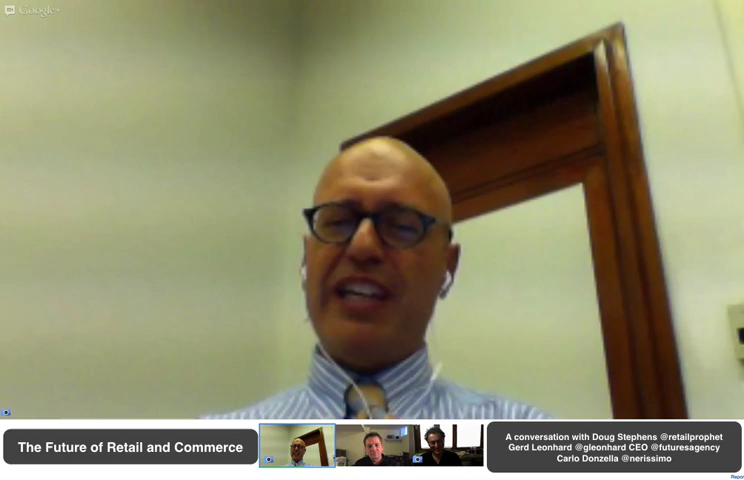 Google+
The Future of Retail and Commerce
A conversation with Doug Stephens @retailprophet
Gerd Leonhard @gleonhard CEO @futuresagency
Carlo Donzella @nerissimo
Repor